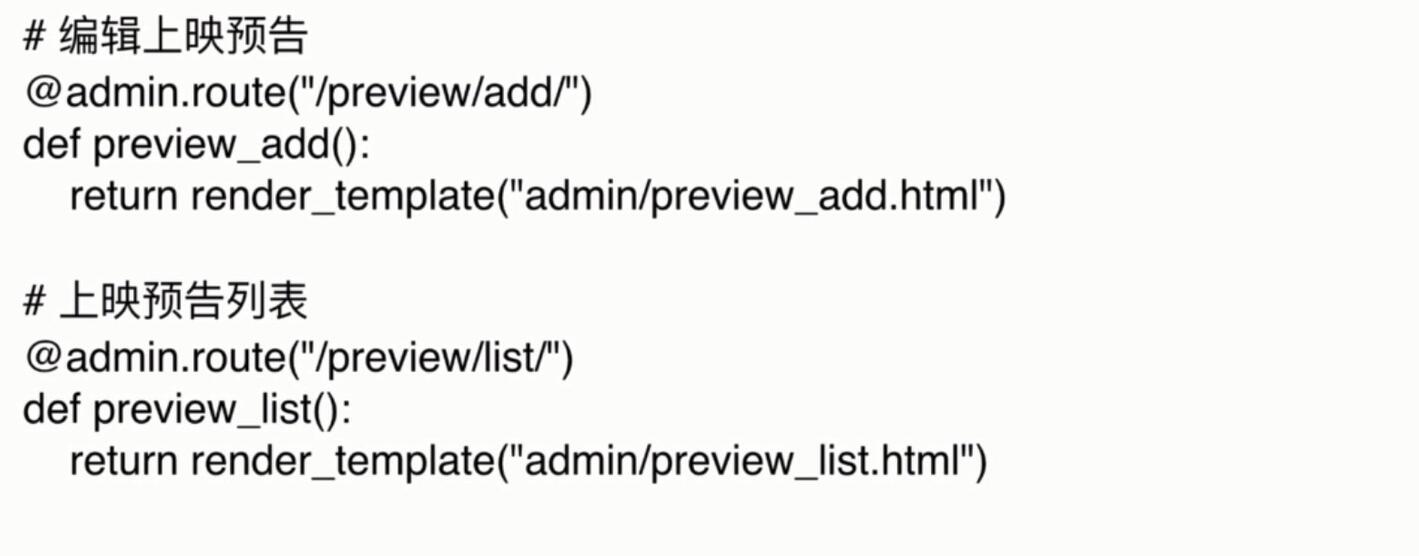 # 编辑上映预告
@admin.route("/preview/add/")
def preview_add():
    return render_template("admin/preview_add.html")

# 上映预告列表
@admin.route("/preview/list/")
def preview_list():
    return render_template("admin/preview_list.html")